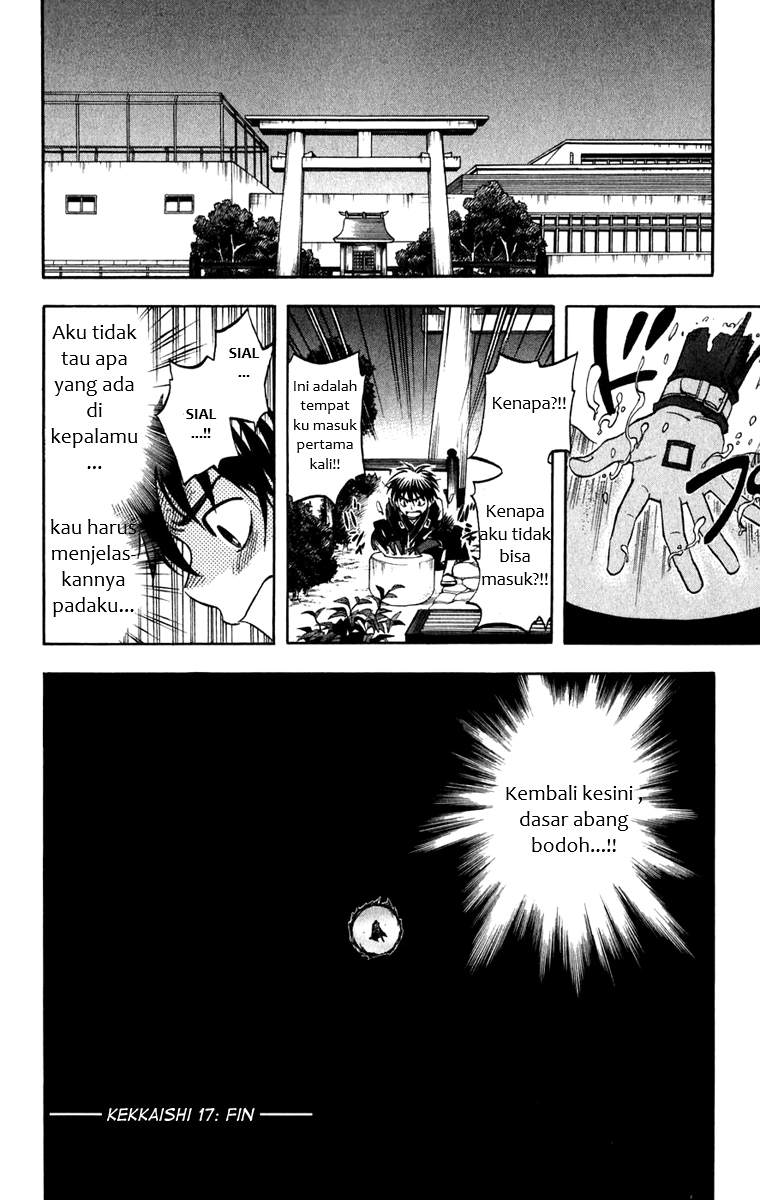 Kenapa?!!
Kenapa
aku tidak
bisa
masuk?!!
Ini adalah
tempat
ku masuk
pertama
kali!!
SIAL
...
SIAL
...!!
Aku tidak
tau apa
yang ada
di
kepalamu
...
kau harus
menjelas-
kannya
padaku...
Kembali kesini ,
dasar abang
bodoh...!!
KEKKAISHI 17: FIN